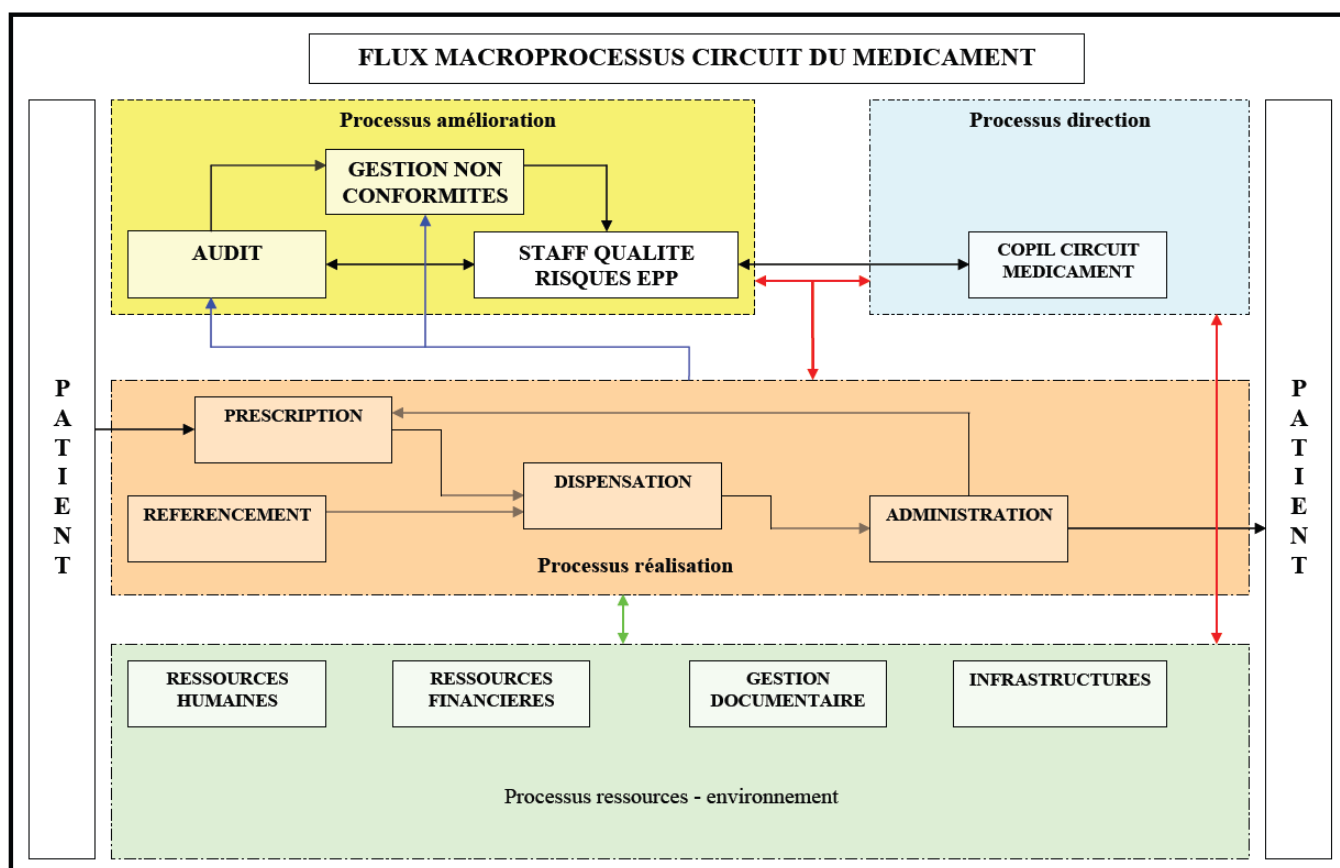 FLUX MACROPROCESSUS CIRCUIT DU MEDICAMENT
P
A
T
I
E
N
T
Processus amélioration
GESTION NON
CONFORMITES
AUDIT
STAFF QUALITE
RISQUES EPP
Processus direction
COPIL CIRCUIT
MEDICAMENT
PRESCRIPTION
DISPENSATION
REFERENCEMENT
ADMINISTRATION
Processus réalisation
RESSOURCES
HUMAINES
RESSOURCES
FINANCIERES
GESTION
DOCUMENTAIRE
INFRASTRUCTURES
Processus ressources - environnement
P
A
T
I
E
N
T